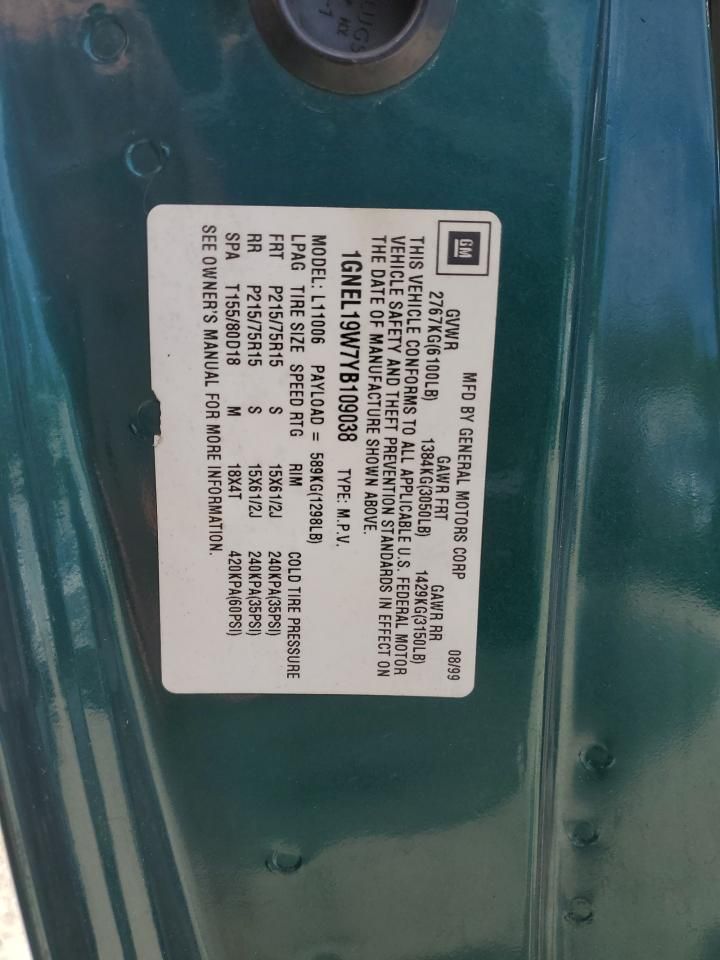 GM
MFD BY GENERAL MOTORS CORP 08/99
GVWR GAWR FRT GAWR RR
2767KG(6100LB) 1384KG(3050LB) 1429KG(3150LB)
THIS VEHICLE CONFORMS TO ALL APPLICABLE U.S. FEDERAL MOTOR
VEHICLE SAFETY AND THEFT PREVENTION STANDARDS IN EFFECT ON
THE DATE OF MANUFACTURE SHOWN ABOVE.
1GNEL19W7YB109038 TYPE: M.P.V.
MODEL: L11006 PAYLOAD = 589KG(1298LB)
LPAG TIRE SIZE SPEED RTG RIM COLD TIRE PRESSURE
FRT P215/75R15 S 15X61/2J 240KPA(35PSI)
RR P215/75R15 S 15X61/2J 240KPA(35PSI)
SPA T155/80D18 M 18X4T 420KPA(60PSI)
SEE OWNER'S MANUAL FOR MORE INFORMATION.